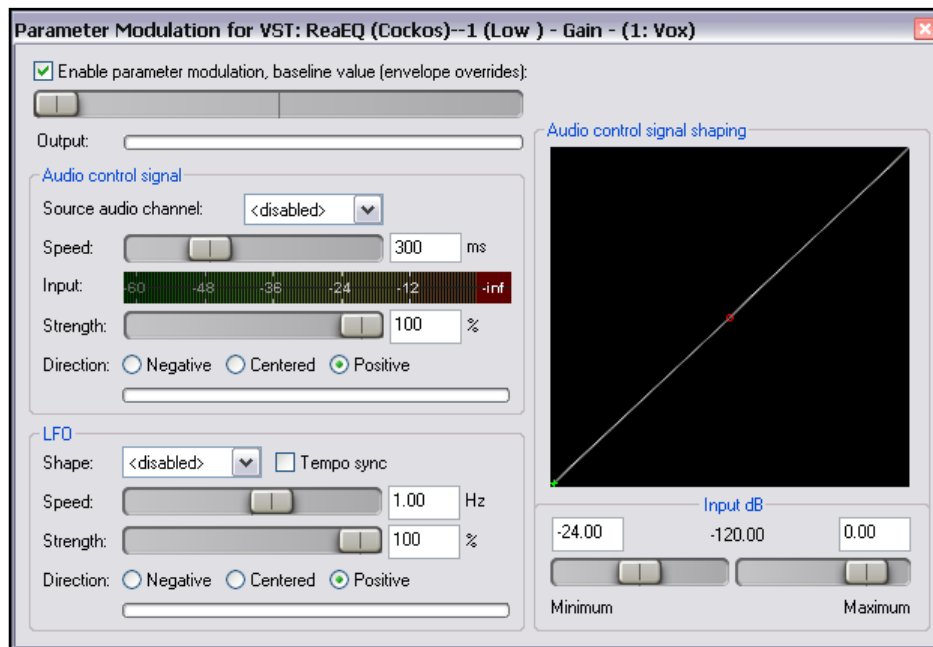 Parameter Modulation for VST: ReaEQ (Cockos)--1 (Low ) - Gain - (1: Vox)
Enable parameter modulation, baseline value (envelope overrides):
Output:
Audio control signal
Source audio channel: <disabled>
Speed: 300 ms
Input: -60 -48 -36 -24 -12 -inf
Strength: 100 %
Direction: Negative Centered Positive
LFO
Shape: <disabled> Tempo sync
Speed: 1.00 Hz
Strength: 100 %
Direction: Negative Centered Positive
Audio control signal shaping
Input dB
-24.00 -120.00 0.00
Minimum Maximum